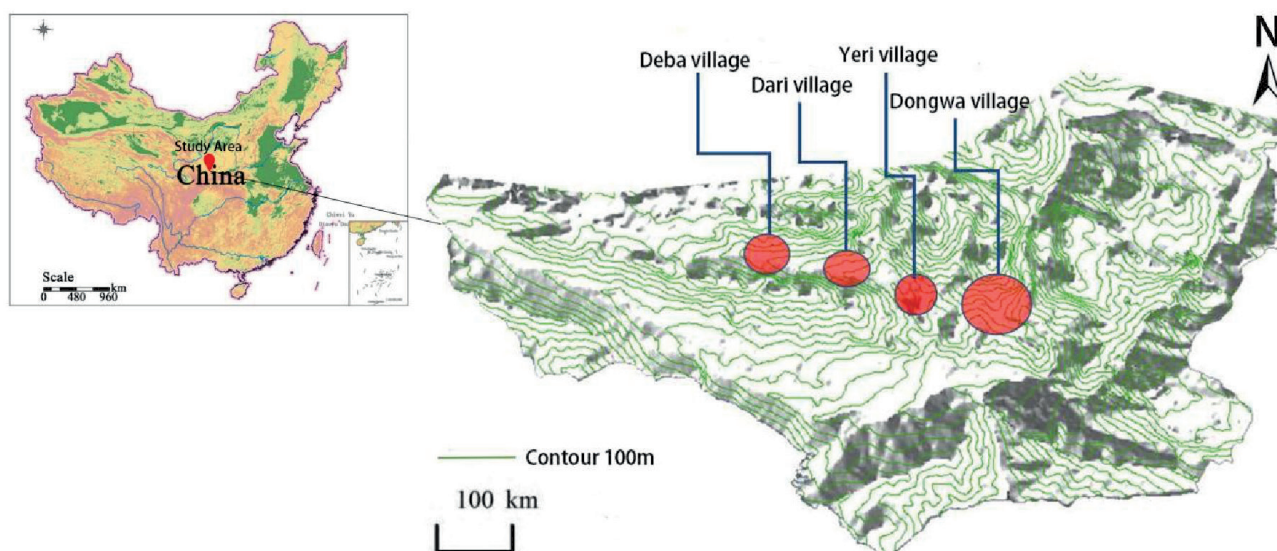 Study Area
China
Scale
km
0 480 960
Deba village
Dari village
Yeri village
Dongwa village
N
Contour 100m
100 km